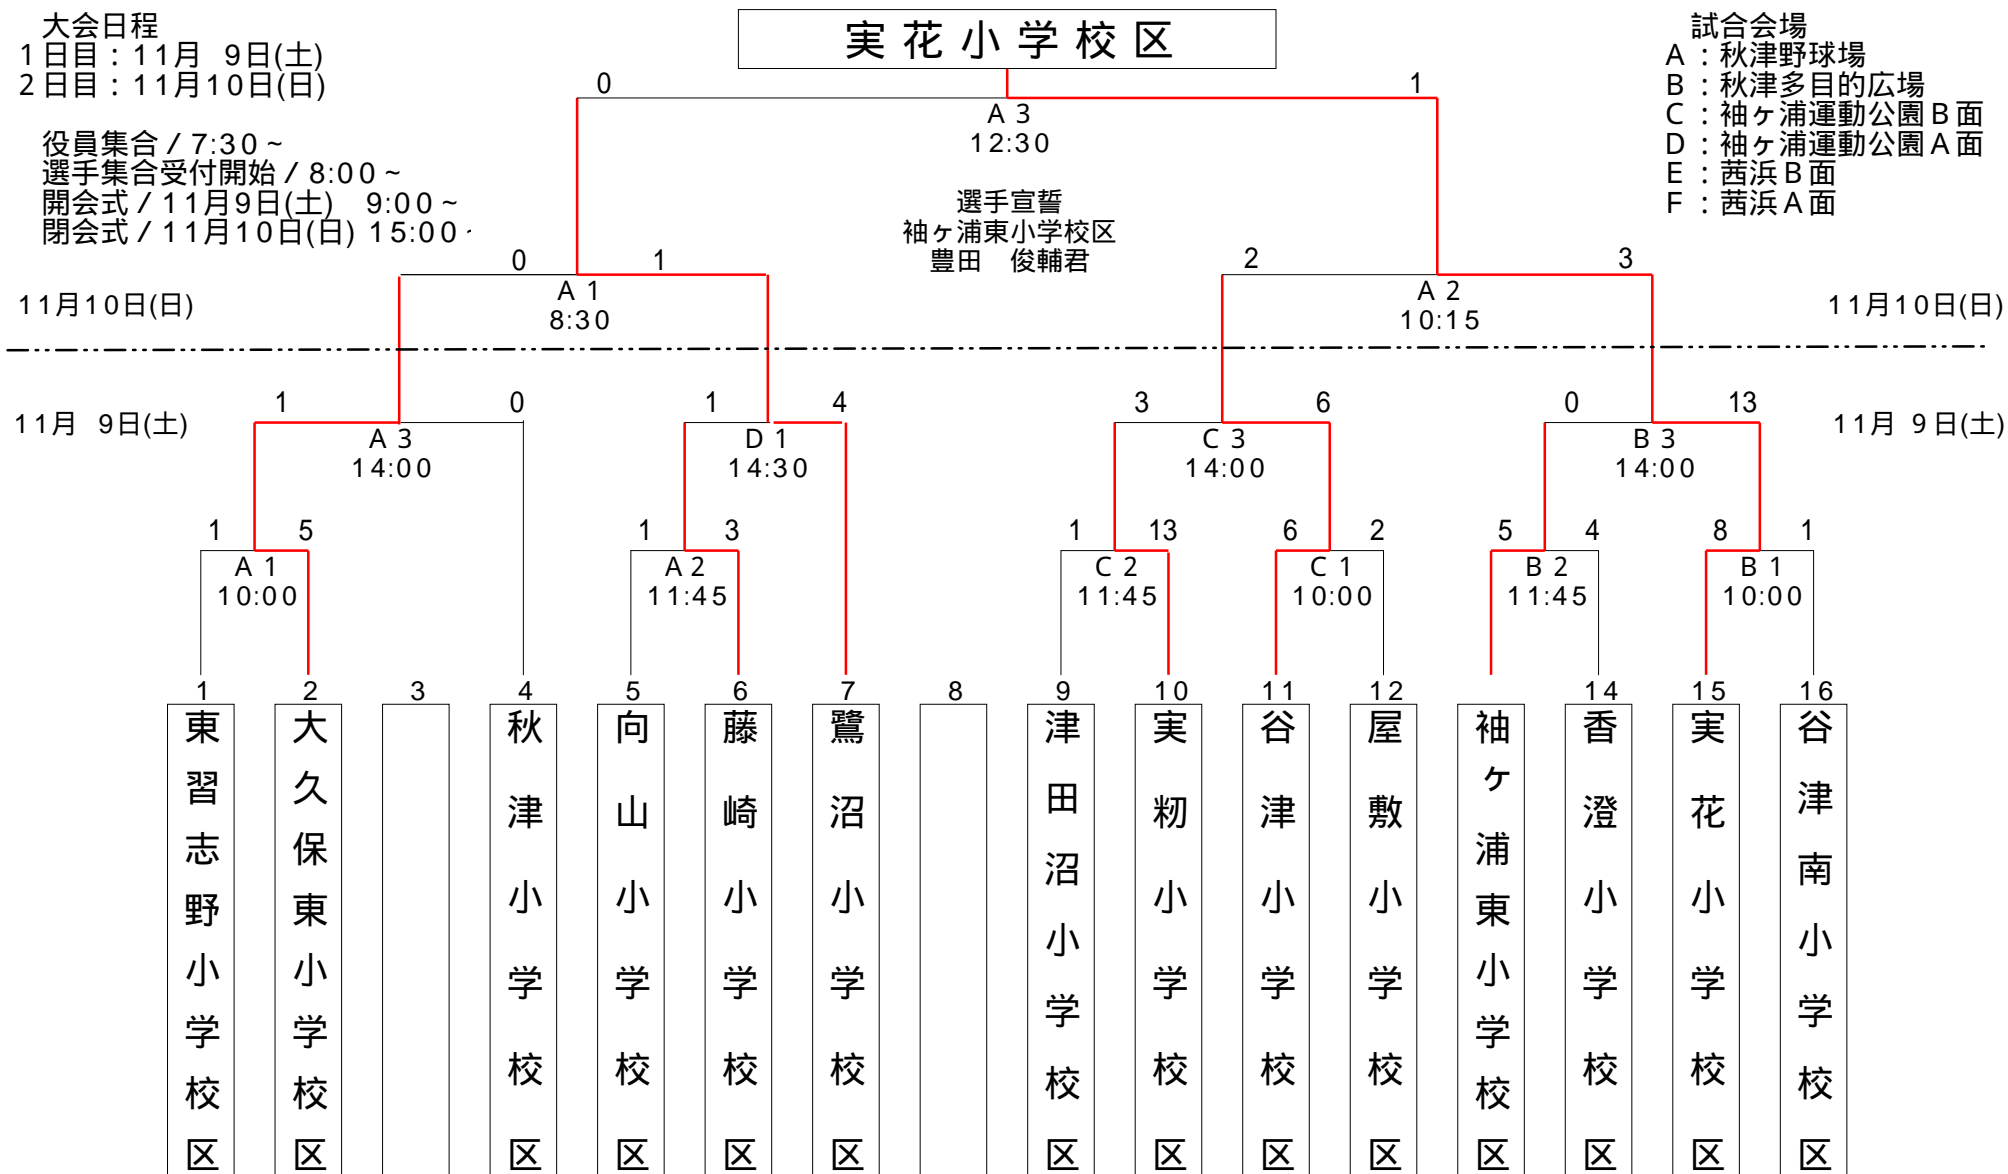 実花小学校区
大会日程
1日目：11月 9日(土)
2日目：11月10日(日)
役員集合 / 7:30 ~
選手集合受付開始 / 8:00 ~
開会式 / 11月9日(土) 9:00 ~
閉会式 / 11月10日(日) 15:00
試合会場
A：秋津野球場
B：秋津多目的広場
C：袖ヶ浦運動公園B面
D：袖ヶ浦運動公園A面
E：茜浜B面
F：茜浜A面
0 1
A 3
12:30
選手宣誓
袖ヶ浦東小学校区
豊田 俊輔君
0 1 2 3
A 1 A 2
8:30 10:15
11月10日(日) 11月10日(日)
1 0 1 4 3 6 0 13
11月 9日(土) 11月 9日(土)
A 3 D 1 C 3 B 3
14:00 14:30 14:00 14:00
1 5 1 3 1 13 6 2 5 4 8 1
A 1 A 2 C 2 C 1 B 2 B 1
10:00 11:45 11:45 10:00 11:45 10:00
1 2 3 4 5 6 7 8 9 10 11 12 14 15 16
東習志野小学校区
大久保東小学校区
秋津小学校区
向山小学校区
藤崎小学校区
鷺沼小学校区
津田沼小学校区
実籾小学校区
谷津小学校区
屋敷小学校区
袖ヶ浦東小学校区
香澄小学校区
実花小学校区
谷津南小学校区